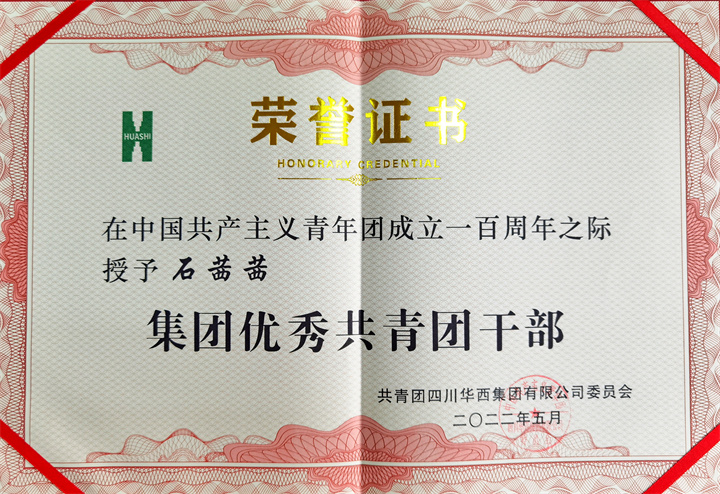 HUASHI
荣誉证书
HONORARY CREDENTIAL
在中国共产主义青年团成立一百周年之际
授予 石茜茜
集团优秀共青团干部
共青团四川华西集团有限公司委员会
二〇二二年五月